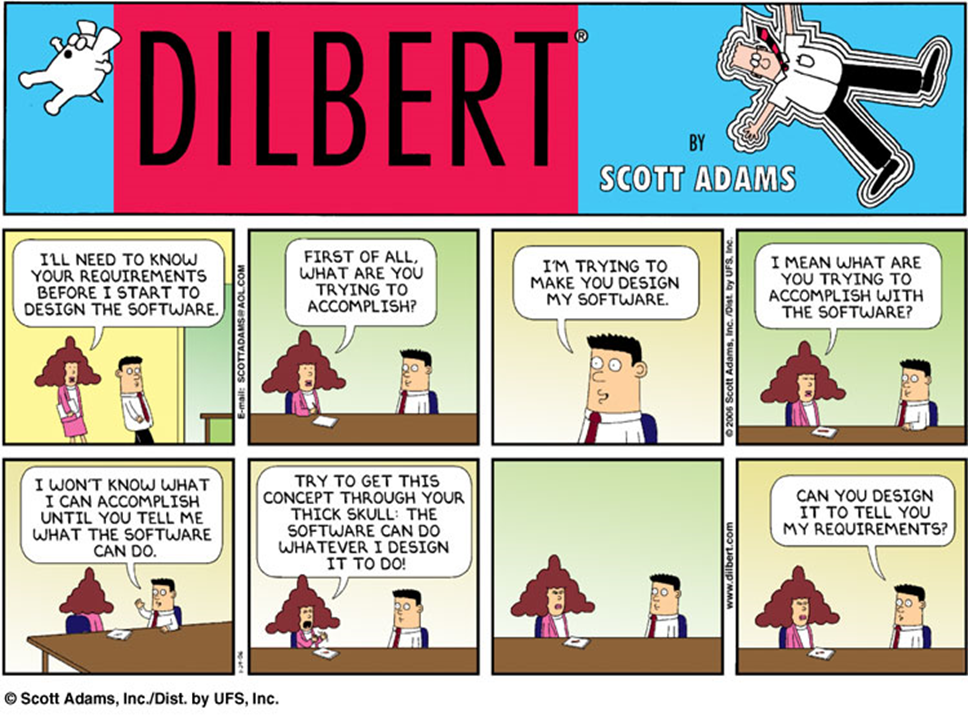 DILBERT®
BY
SCOTT ADAMS
I'LL NEED TO KNOW
YOUR REQUIREMENTS
BEFORE I START TO
DESIGN THE SOFTWARE.
E-mail: SCOTTADAMS@AOL.COM
FIRST OF ALL,
WHAT ARE YOU
TRYING TO
ACCOMPLISH?
I'M TRYING TO
MAKE YOU DESIGN
MY SOFTWARE.
© 2006 Scott Adams, Inc./Dist. by UFS, Inc.
I MEAN WHAT ARE
YOU TRYING TO
ACCOMPLISH WITH
THE SOFTWARE?
I WON'T KNOW WHAT
I CAN ACCOMPLISH
UNTIL YOU TELL ME
WHAT THE SOFTWARE
CAN DO.
1-29-06
TRY TO GET THIS
CONCEPT THROUGH YOUR
THICK SKULL: THE
SOFTWARE CAN DO
WHATEVER I DESIGN
IT TO DO!
www.dilbert.com
CAN YOU DESIGN
IT TO TELL YOU
MY REQUIREMENTS?
© Scott Adams, Inc./Dist. by UFS, Inc.